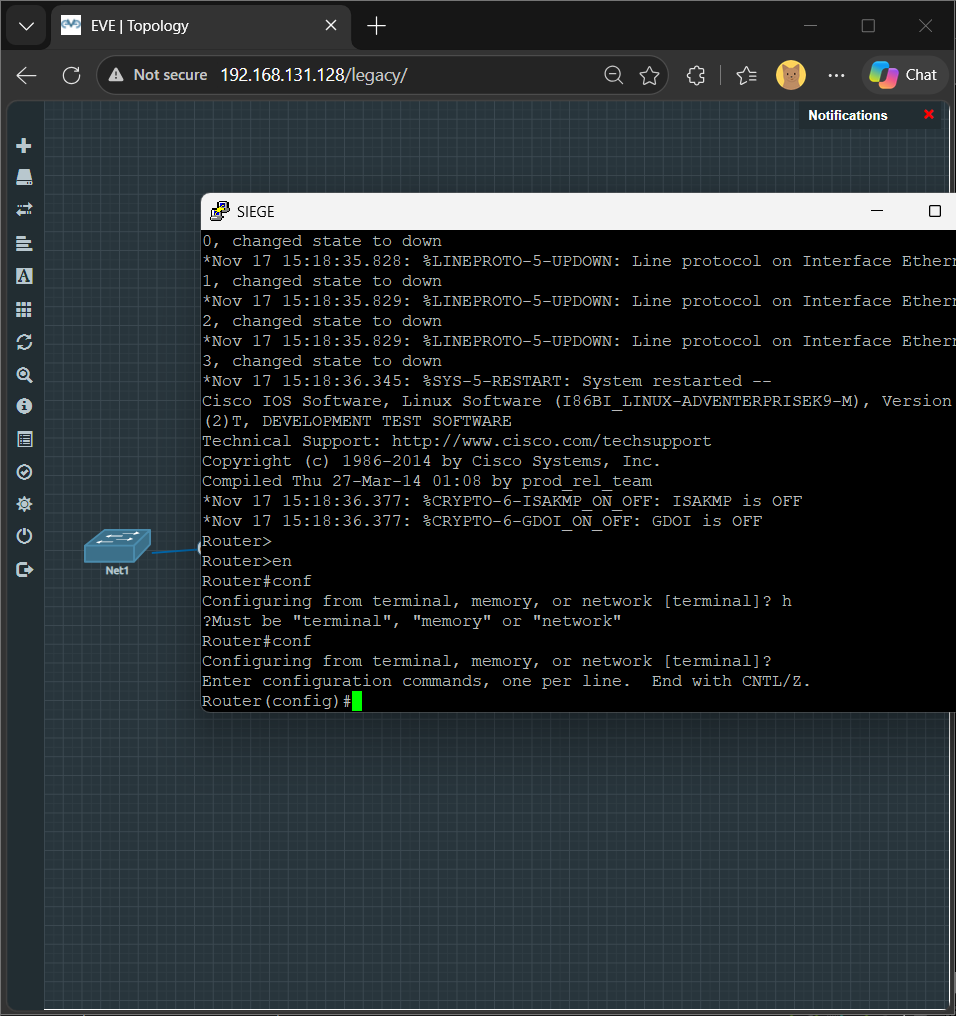 EVE | Topology
Not secure 192.168.131.128/legacy/
Chat
Notifications
SIEGE
0, changed state to down
*Nov 17 15:18:35.828: %LINEPROTO-5-UPDOWN: Line protocol on Interface Ethern
1, changed state to down
*Nov 17 15:18:35.829: %LINEPROTO-5-UPDOWN: Line protocol on Interface Ethern
2, changed state to down
*Nov 17 15:18:35.829: %LINEPROTO-5-UPDOWN: Line protocol on Interface Ethern
3, changed state to down
*Nov 17 15:18:36.345: %SYS-5-RESTART: System restarted --
Cisco IOS Software, Linux Software (I86BI_LINUX-ADVENTERPRISEK9-M), Version
(2)T, DEVELOPMENT TEST SOFTWARE
Technical Support: http://www.cisco.com/techsupport
Copyright (c) 1986-2014 by Cisco Systems, Inc.
Compiled Thu 27-Mar-14 01:08 by prod_rel_team
*Nov 17 15:18:36.377: %CRYPTO-6-ISAKMP_ON_OFF: ISAKMP is OFF
*Nov 17 15:18:36.377: %CRYPTO-6-GDOI_ON_OFF: GDOI is OFF
Router>
Router>en
Router#conf
Configuring from terminal, memory, or network [terminal]? h
?Must be "terminal", "memory" or "network"
Router#conf
Configuring from terminal, memory, or network [terminal]?
Enter configuration commands, one per line.  End with CNTL/Z.
Router(config)#
Net1